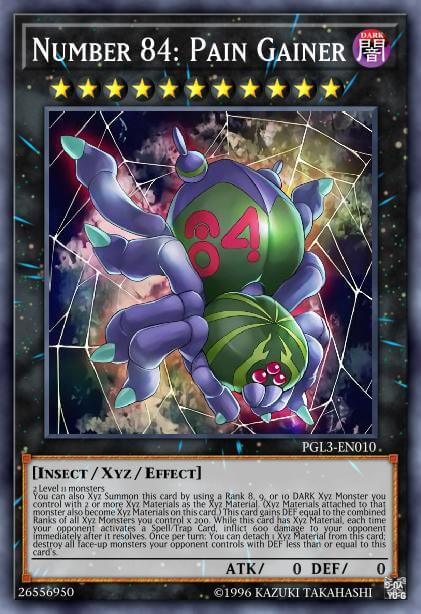 NUMBER 84: PAIN GAINER
DARK
闇
84
PGL3-EN010
[INSECT / XYZ / EFFECT]
2 Level 11 monsters
You can also Xyz Summon this card by using a Rank 8, 9, or 10 DARK Xyz Monster you
control with 2 or more Xyz Materials as the Xyz Material. (Xyz Materials attached to that
monster also become Xyz Materials on this card.) This card gains DEF equal to the combined
Ranks of all Xyz Monsters you control x 200. While this card has Xyz Material, each time
your opponent activates a Spell/Trap Card, inflict 600 damage to your opponent
immediately after it resolves. Once per turn: You can detach 1 Xyz Material from this card;
destroy all face-up monsters your opponent controls with DEF less than or equal to this
card's.
ATK/ 0 DEF/ 0
26556950
©1996 KAZUKI TAKAHASHI